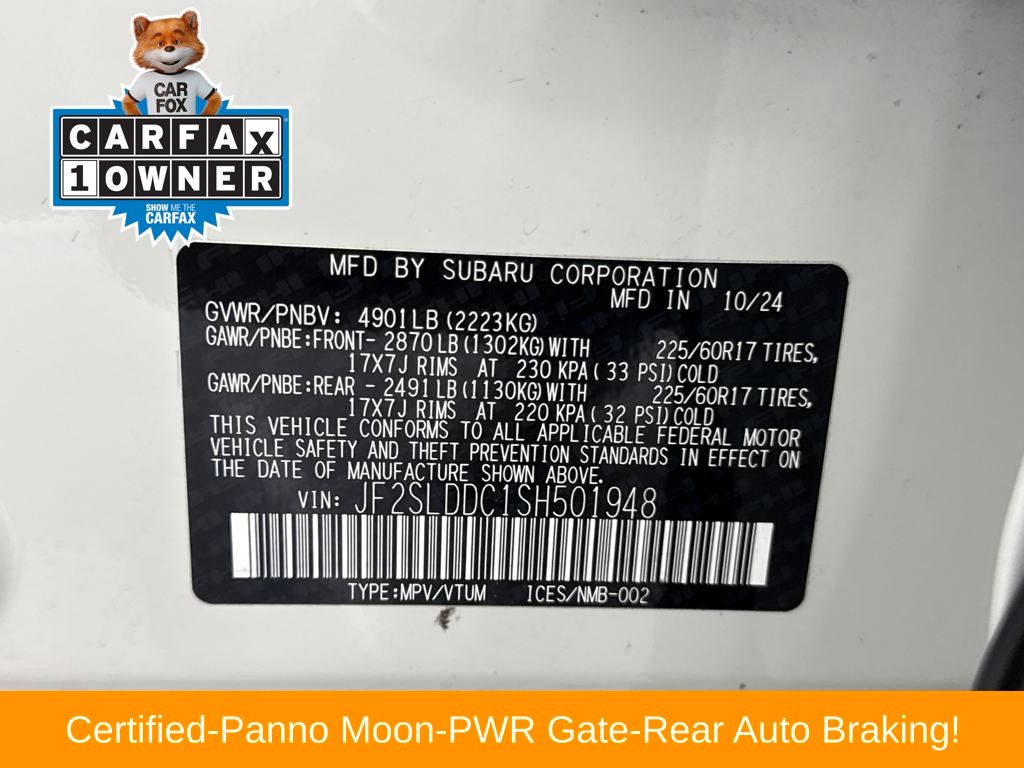 CAR
FOX
CARFAX
1 OWNER
SHOW ME THE
CARFAX
MFD BY SUBARU CORPORATION
MFD IN 10/24
GVWR/PNBV: 4901LB (2223KG)
GAWR/PNBE:FRONT- 2870LB (1302KG) WITH 225/60R17 TIRES,
17X7J RIMS AT 230 KPA ( 33 PSI) COLD
GAWR/PNBE:REAR - 2491LB (1130KG) WITH 225/60R17 TIRES,
17X7J RIMS AT 220 KPA ( 32 PSI) COLD
THIS VEHICLE CONFORMS TO ALL APPLICABLE FEDERAL MOTOR
VEHICLE SAFETY AND THEFT PREVENTION STANDARDS IN EFFECT ON
THE DATE OF MANUFACTURE SHOWN ABOVE.
VIN: JF2SLDDC1SH501948
TYPE:MPV/VTUM ICES/NMB-002
Certified-Panno Moon-PWR Gate-Rear Auto Braking!